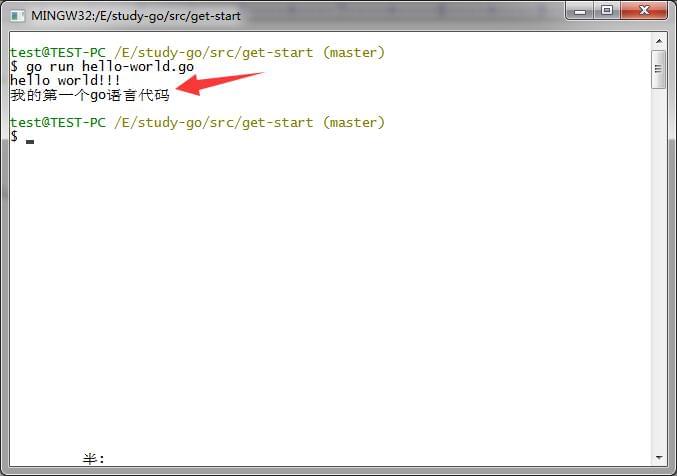 MINGW32:/E/study-go/src/get-start
test@TEST-PC /E/study-go/src/get-start (master)
$ go run hello-world.go
hello world!!!
我的第一个go语言代码
test@TEST-PC /E/study-go/src/get-start (master)
$
半: